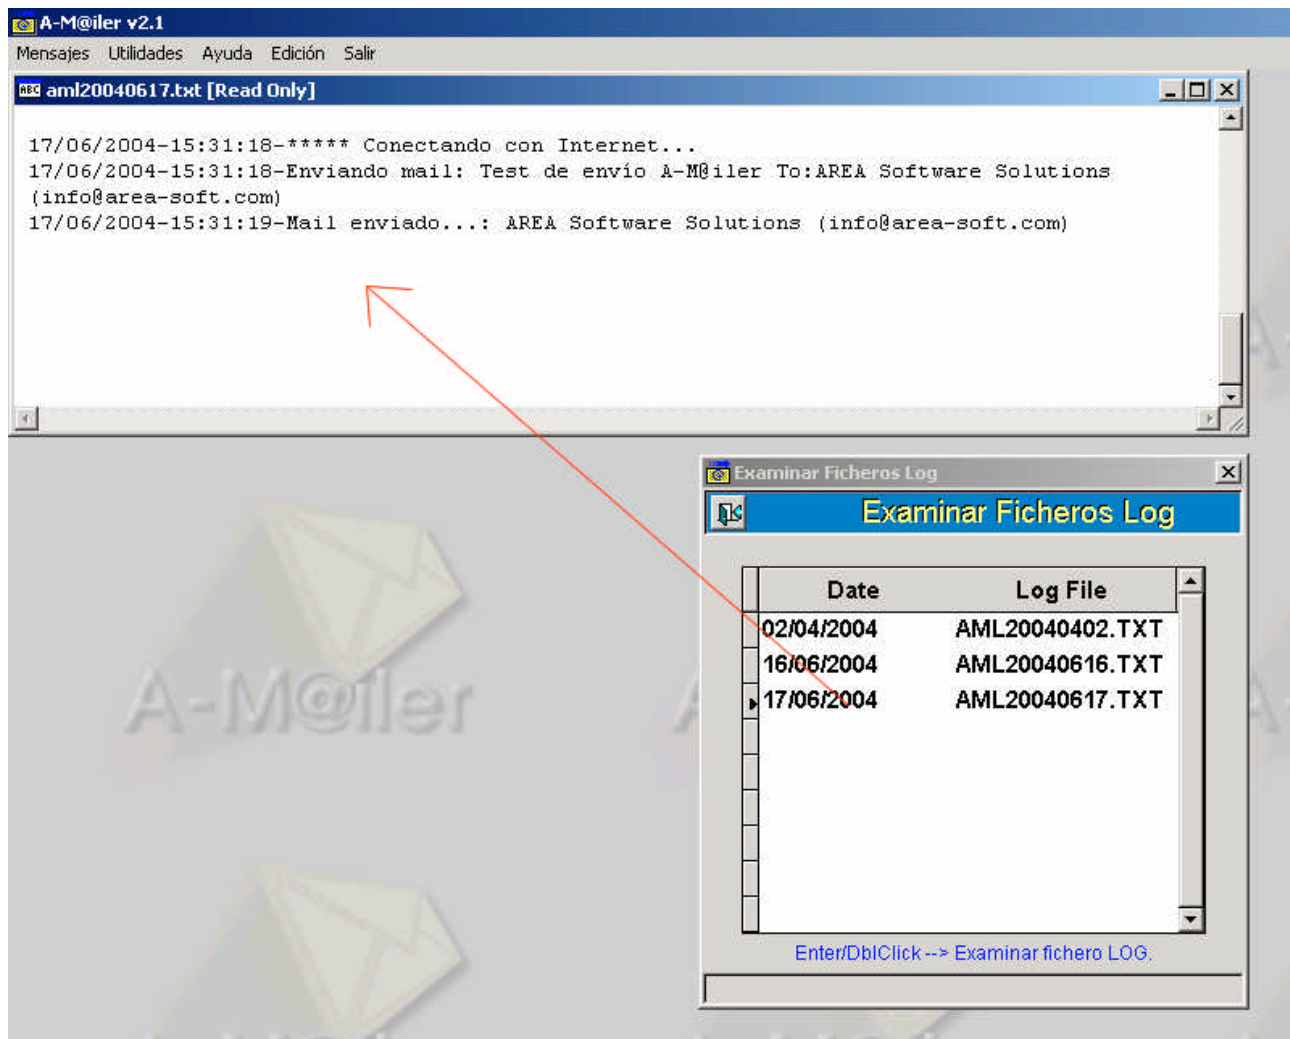 A-M@iler v2.1
Mensajes Utilidades Ayuda Edición Salir
aml20040617.txt [Read Only]
17/06/2004-15:31:18-***** Conectando con Internet...
17/06/2004-15:31:18-Enviando mail: Test de envío A-M@iler To:AREA Software Solutions
(info@area-soft.com)
17/06/2004-15:31:19-Mail enviado...: AREA Software Solutions (info@area-soft.com)
Examinar Ficheros Log
Examinar Ficheros Log
Date Log File
02/04/2004 AML20040402.TXT
16/06/2004 AML20040616.TXT
17/06/2004 AML20040617.TXT
Enter/DblClick --> Examinar fichero LOG.
A-M@iler